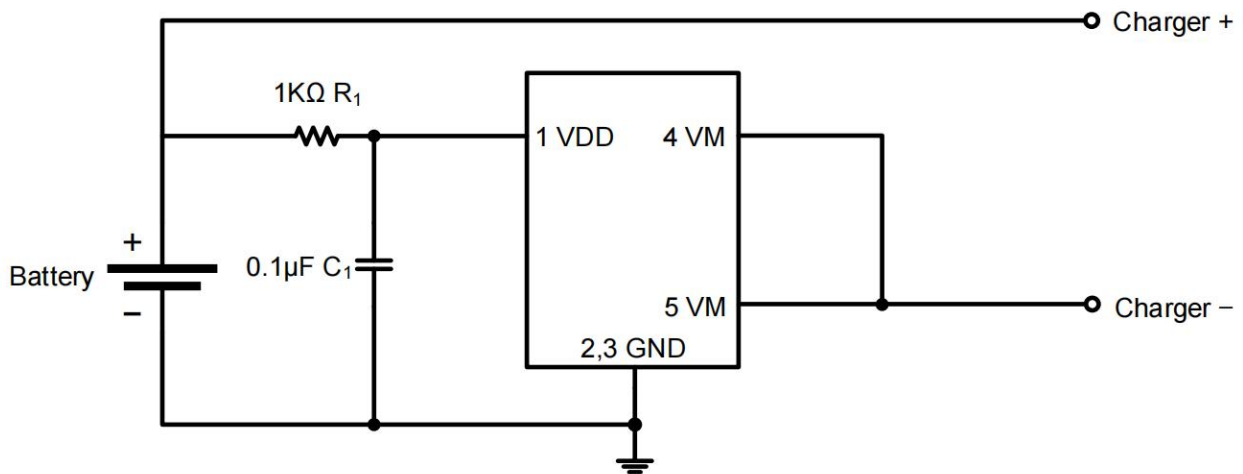 Charger +
1KΩ R₁
1 VDD
4 VM
+
Battery
0.1μF C₁
−
5 VM
Charger −
2,3 GND